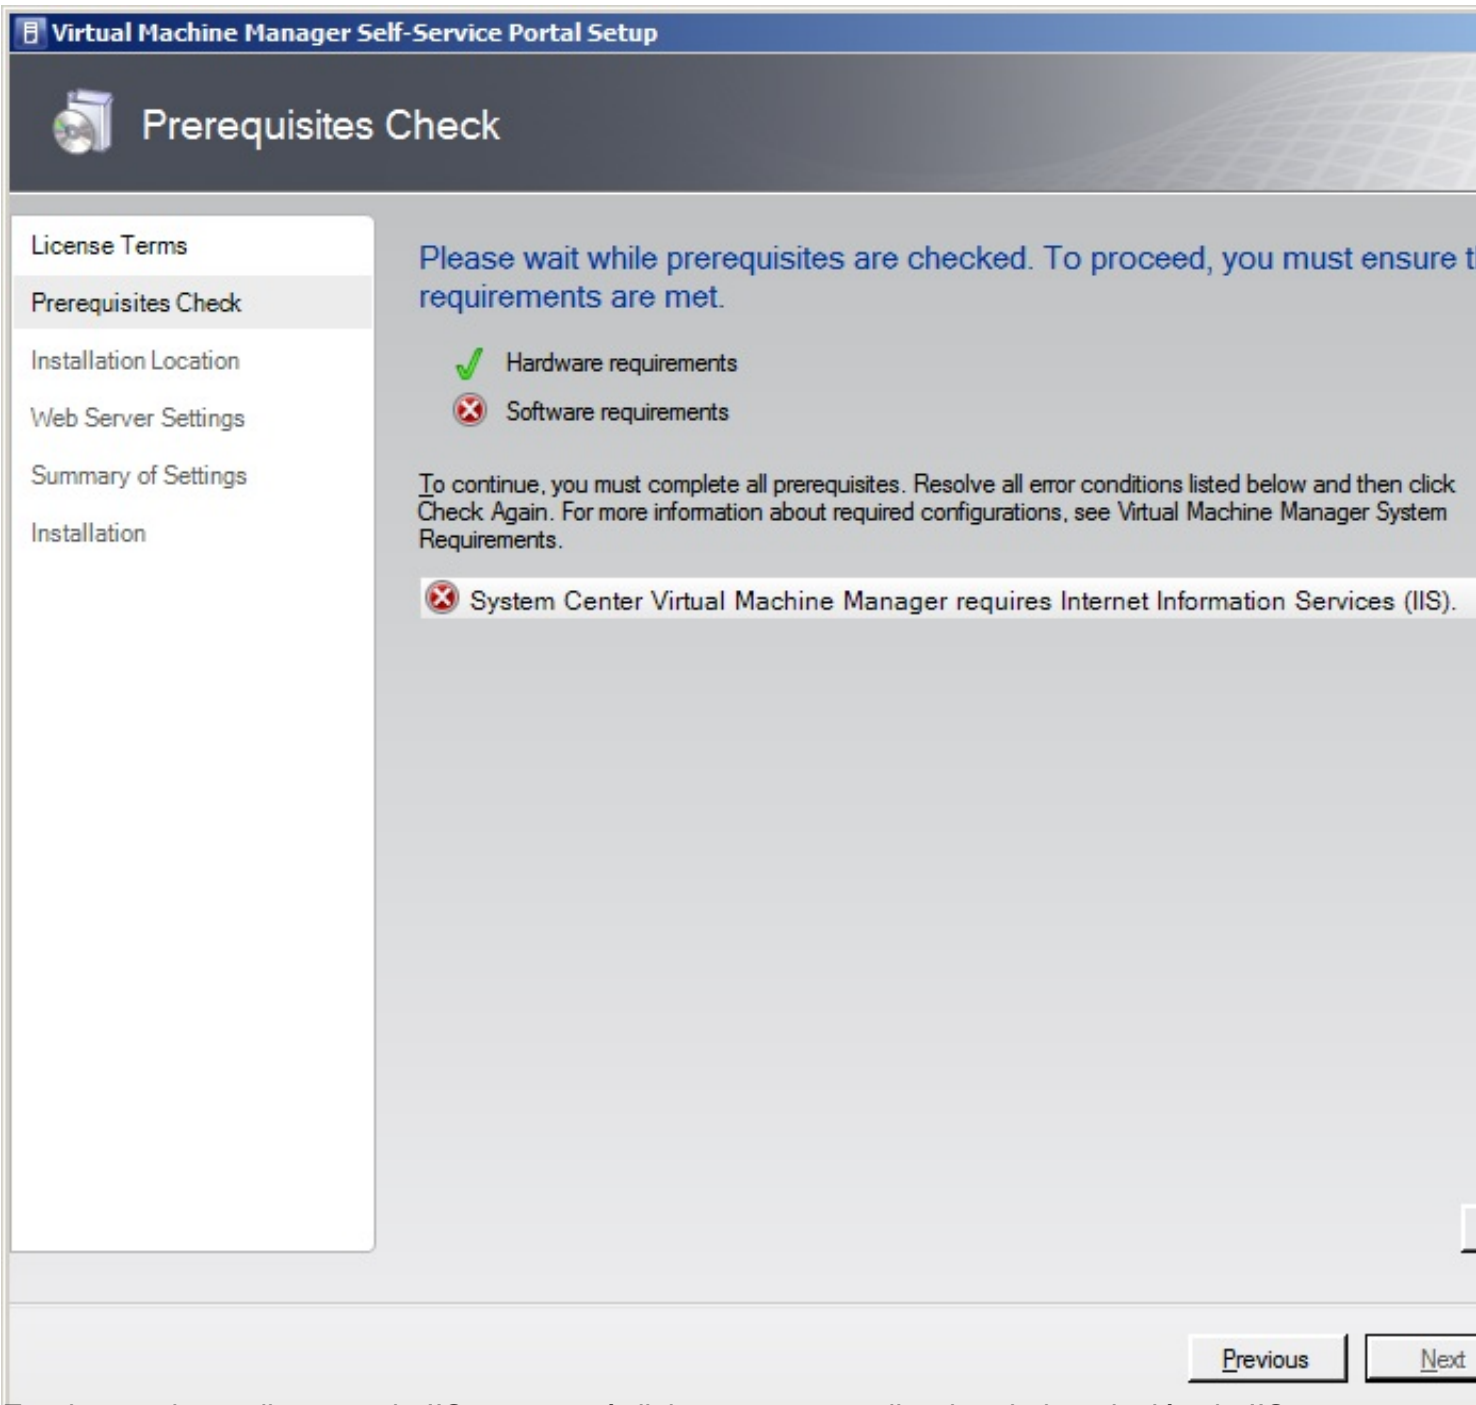 Virtual Machine Manager Self-Service Portal Setup
Prerequisites Check
License Terms
Prerequisites Check
Installation Location
Web Server Settings
Summary of Settings
Installation
Please wait while prerequisites are checked. To proceed, you must ensure
requirements are met.
Hardware requirements
Software requirements
To continue, you must complete all prerequisites. Resolve all error conditions listed below and then click
Check Again. For more information about required configurations, see Virtual Machine Manager System
Requirements.
System Center Virtual Machine Manager requires Internet Information Services (IIS).
Previous
Next